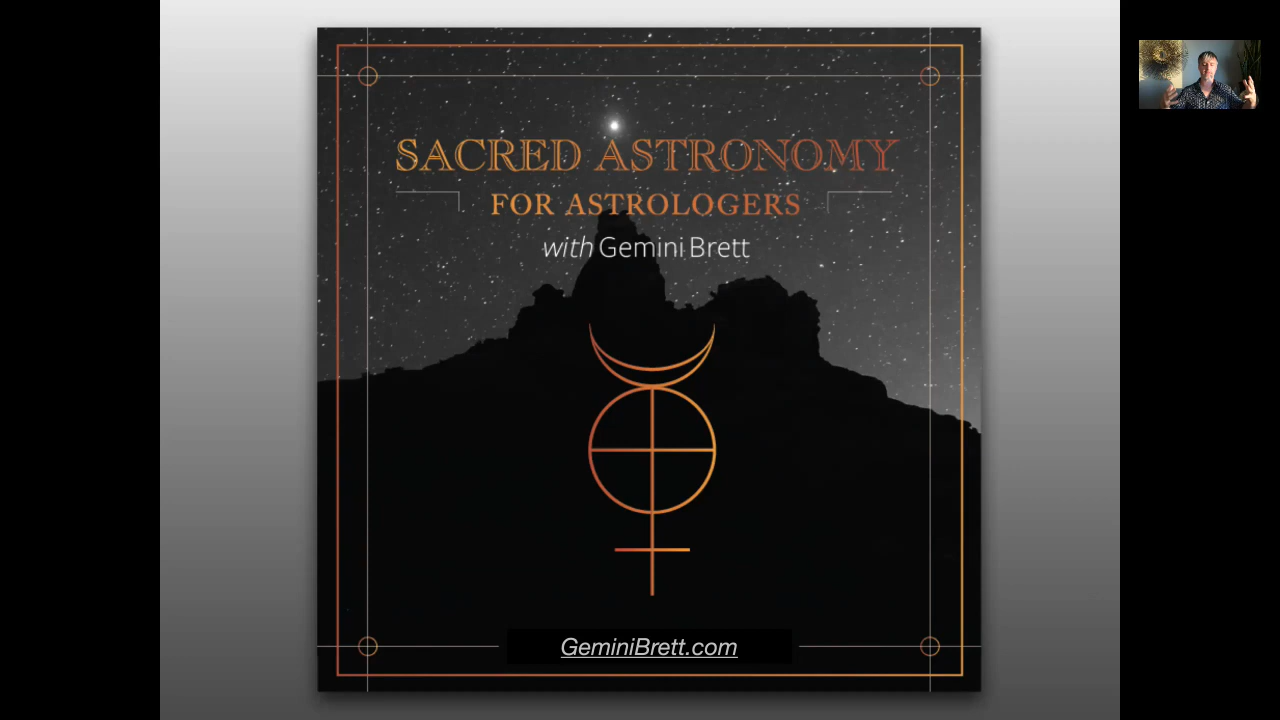 SACRED ASTRONOMY
FOR ASTROLOGERS
with Gemini Brett
GeminiBrett.com